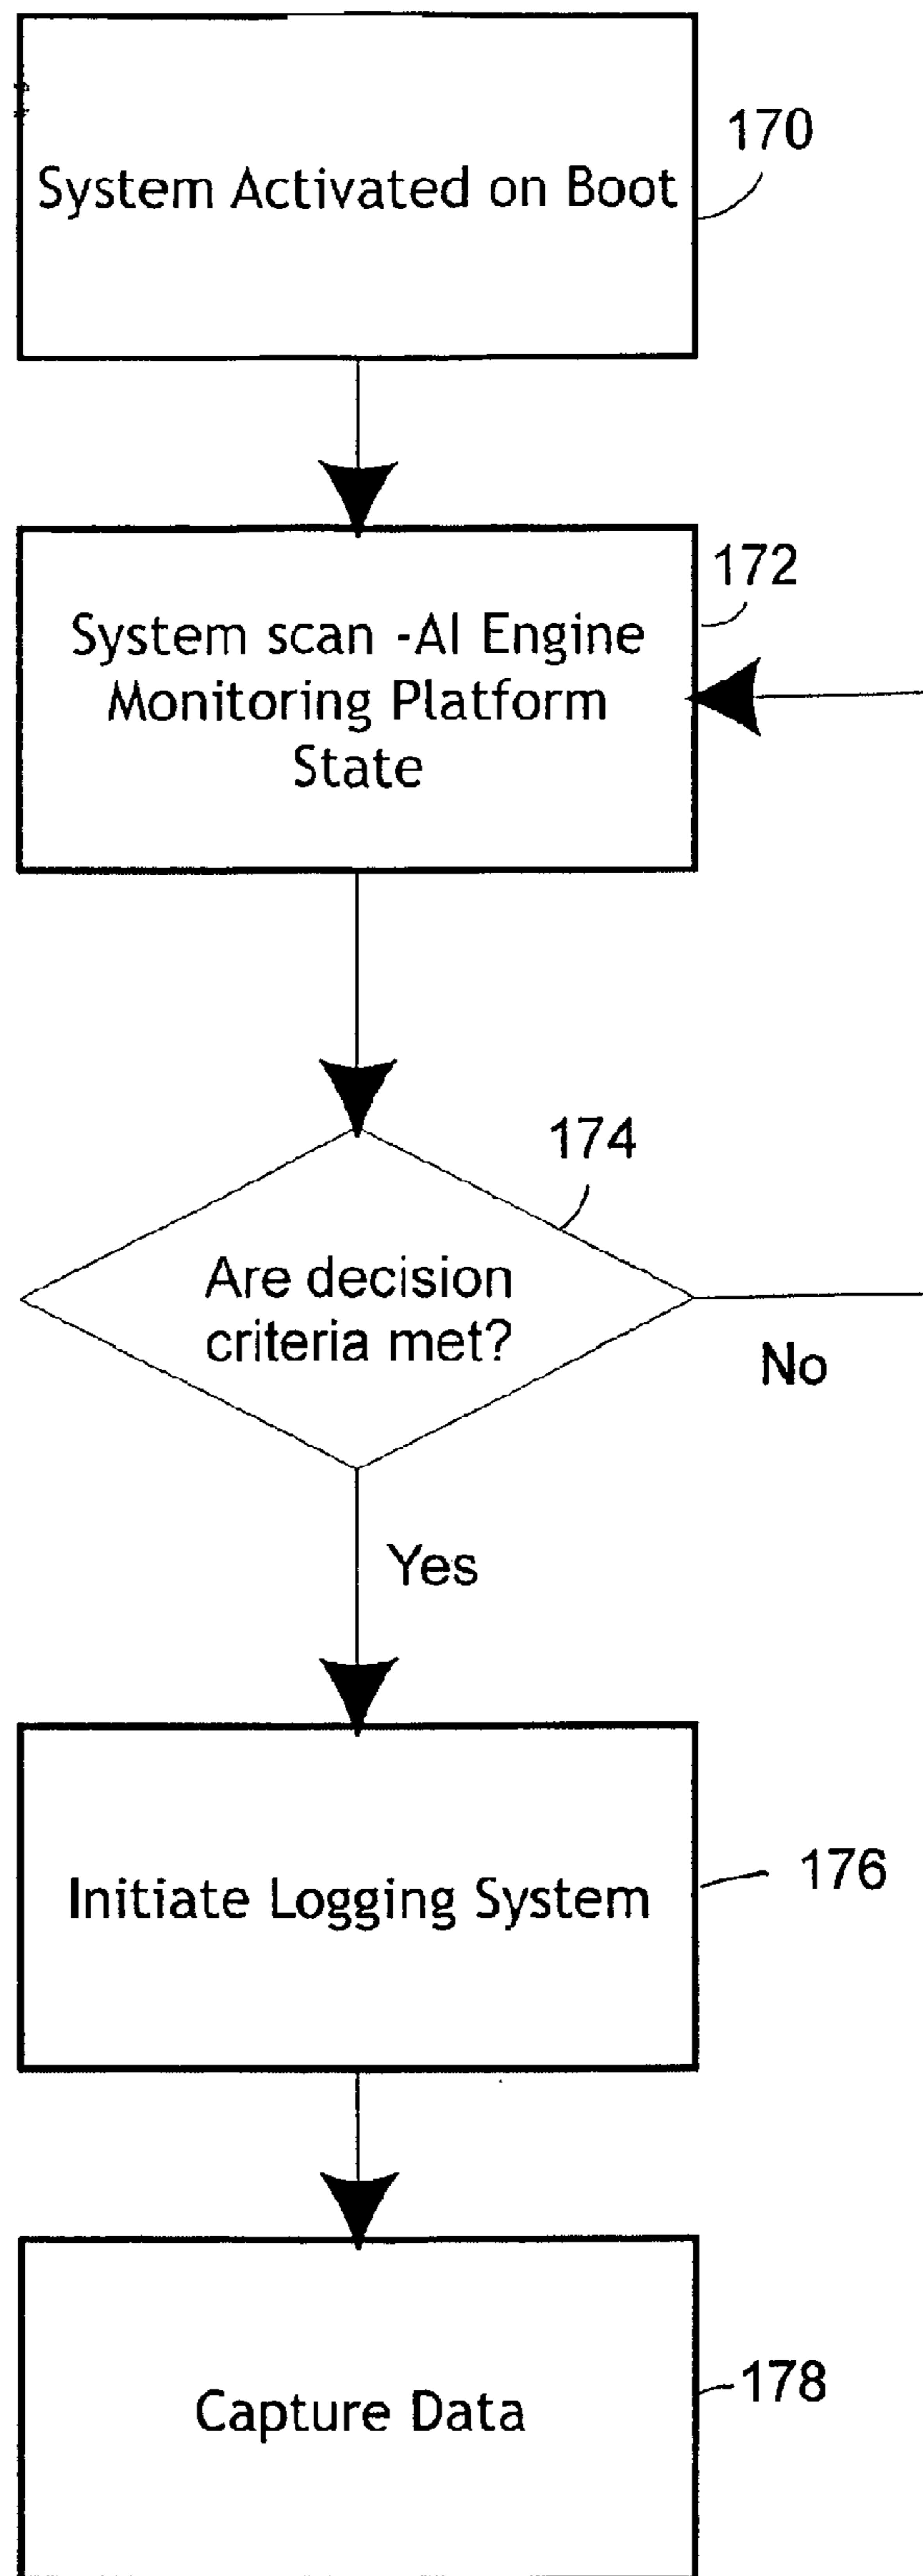 System Activated on Boot
170
System scan -AI Engine
Monitoring Platform
State
172
174
Are decision
criteria met?
No
Yes
Initiate Logging System
176
Capture Data
178